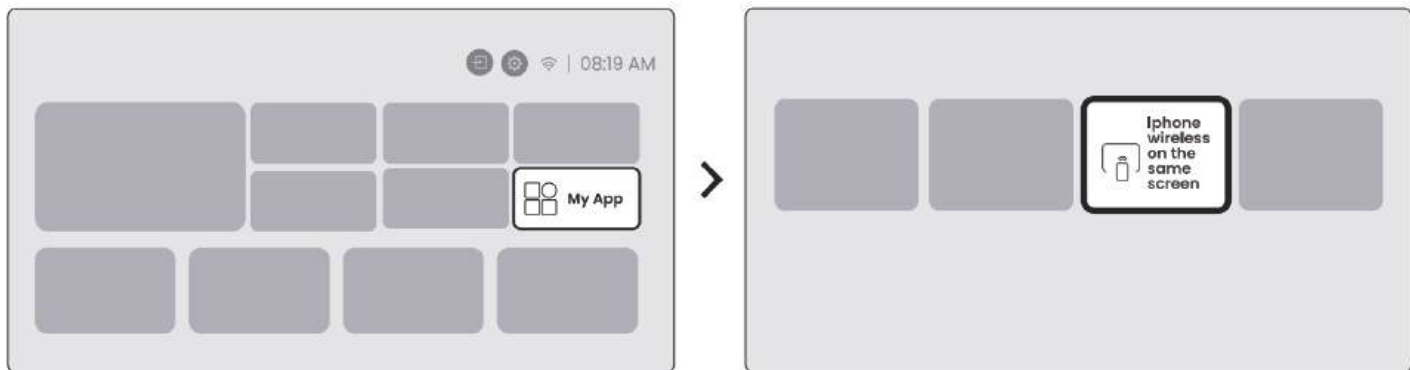 | 08:19 AM
My App
Iphone
wireless
on the
same
screen